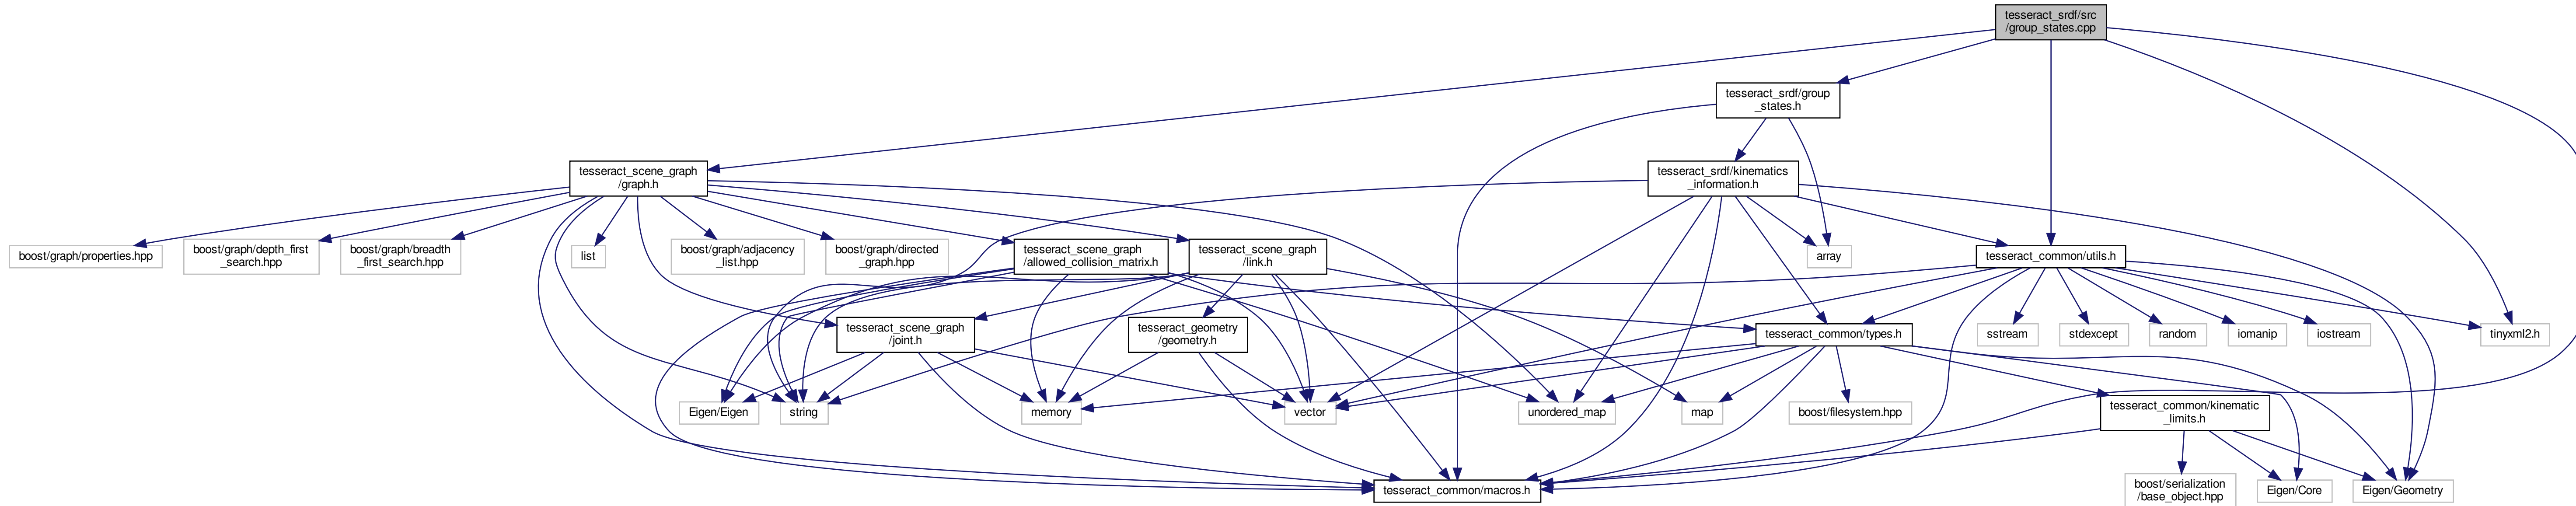 tesseract_srdf/src
/group_states.cpp
tesseract_srdf/group
_states.h
tesseract_scene_graph
/graph.h
tesseract_srdf/kinematics
_information.h
boost/graph/properties.hpp
boost/graph/depth_first
_search.hpp
boost/graph/breadth
_first_search.hpp
list
boost/graph/adjacency
_list.hpp
boost/graph/directed
_graph.hpp
tesseract_scene_graph
/allowed_collision_matrix.h
tesseract_scene_graph
/link.h
array
tesseract_common/utils.h
tesseract_scene_graph
/joint.h
tesseract_geometry
/geometry.h
tesseract_common/types.h
sstream
stdexcept
random
iomanip
iostream
tinyxml2.h
Eigen/Eigen
string
memory
vector
unordered_map
map
boost/filesystem.hpp
tesseract_common/kinematic
_limits.h
tesseract_common/macros.h
boost/serialization
/base_object.hpp
Eigen/Core
Eigen/Geometry